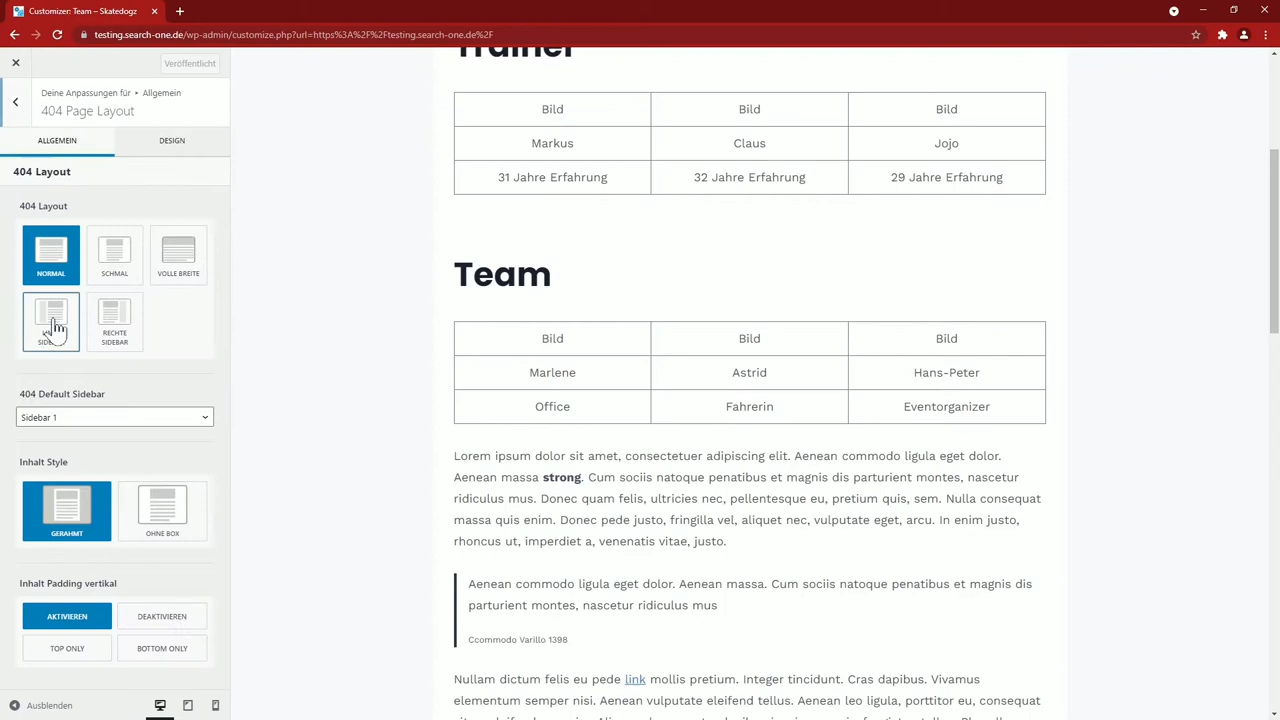 Customizer: Team – Skatedogz
testing.search-one.de/wp-admin/customize.php?url=https%3A%2F%2Ftesting.search-one.de%2F
Veröffentlicht
Deine Anpassungen für ▸ Allgemein
404 Page Layout
ALLGEMEIN
DESIGN
404 Layout
404 Layout
NORMAL
SCHMAL
VOLLE BREITE
RECHTE
SIDEBAR
404 Default Sidebar
Sidebar 1
Inhalt Style
GERAHMT
OHNE BOX
Inhalt Padding vertikal
AKTIVIEREN
DEAKTIVIEREN
TOP ONLY
BOTTOM ONLY
Ausblenden
Trainer
Bild Bild Bild
Markus Claus Jojo
31 Jahre Erfahrung 32 Jahre Erfahrung 29 Jahre Erfahrung
Team
Bild Bild Bild
Marlene Astrid Hans-Peter
Office Fahrerin Eventorganizer
Lorem ipsum dolor sit amet, consectetuer adipiscing elit. Aenean commodo ligula eget dolor.
Aenean massa strong. Cum sociis natoque penatibus et magnis dis parturient montes, nascetur
ridiculus mus. Donec quam felis, ultricies nec, pellentesque eu, pretium quis, sem. Nulla consequat
massa quis enim. Donec pede justo, fringilla vel, aliquet nec, vulputate eget, arcu. In enim justo,
rhoncus ut, imperdiet a, venenatis vitae, justo.
Aenean commodo ligula eget dolor. Aenean massa. Cum sociis natoque penatibus et magnis dis
parturient montes, nascetur ridiculus mus
Ccommodo Varillo 1398
Nullam dictum felis eu pede link mollis pretium. Integer tincidunt. Cras dapibus. Vivamus
elementum semper nisi. Aenean vulputate eleifend tellus. Aenean leo ligula, porttitor eu, consequat